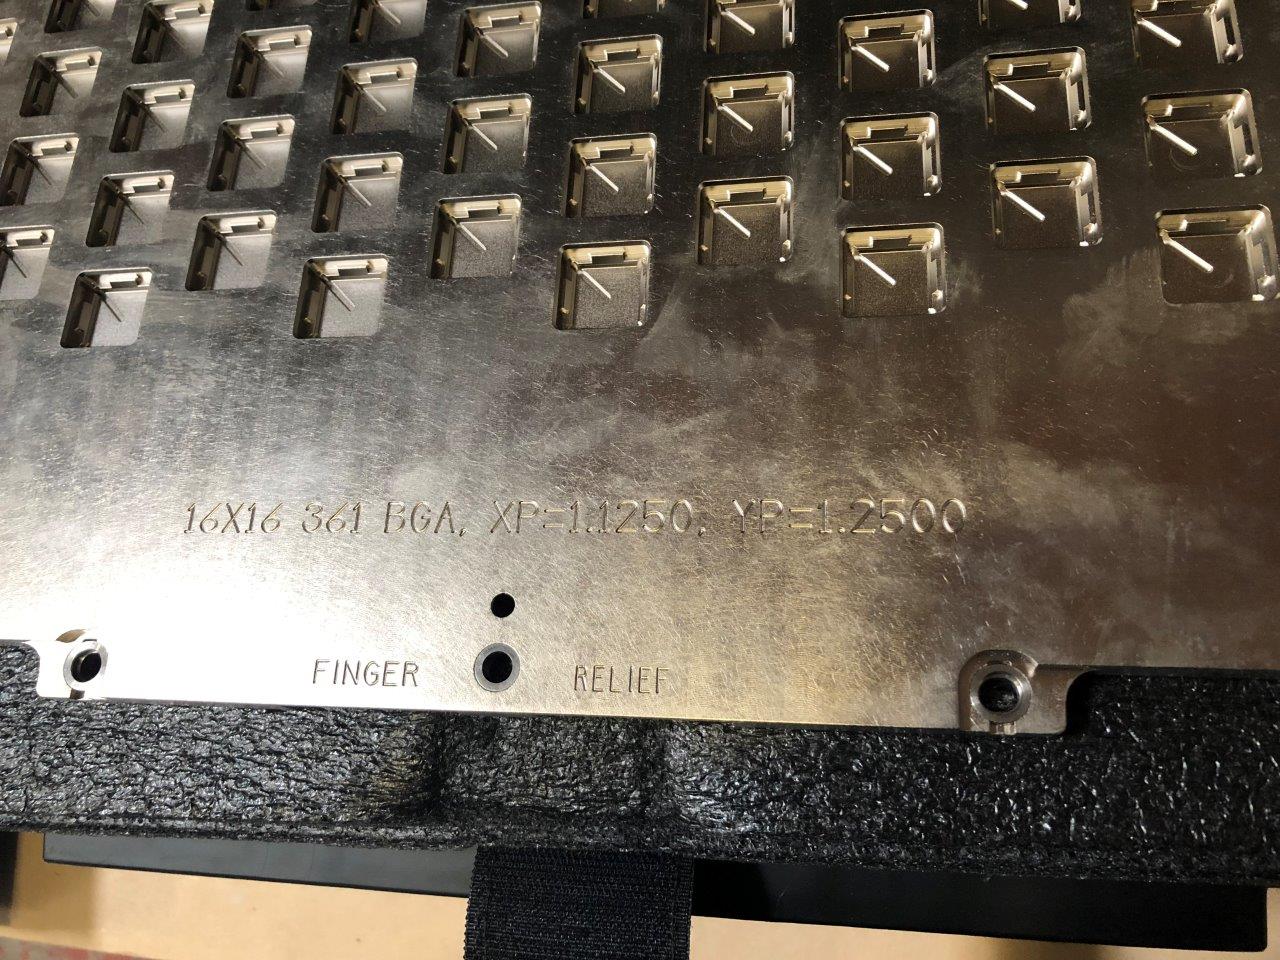 16X16 361 BGA, XP=1.1250, YP=1.2500
FINGER RELIEF